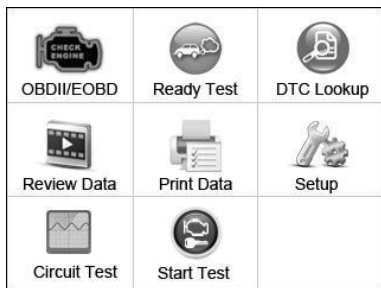 CHECK
ENGINE
OBDII/EOBD
Ready Test
DTC Lookup
Review Data
Print Data
Setup
Circuit Test
Start Test